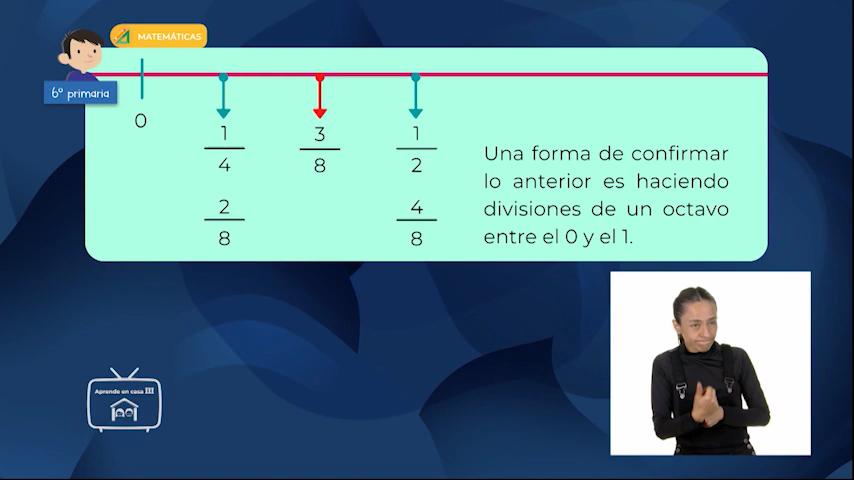 MATEMÁTICAS
6° primaria
0
1/4
3/8
1/2
2/8
4/8
Una forma de confirmar
lo anterior es haciendo
divisiones de un octavo
entre el 0 y el 1.
Aprende en casa III